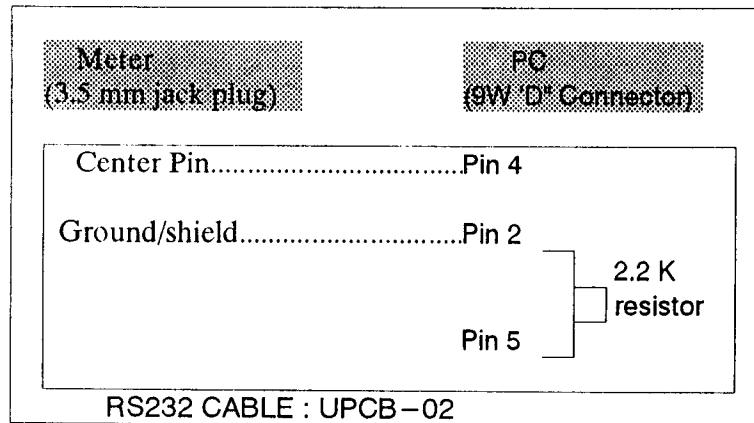 Meter PC
(3.5 mm jack plug) (9W 'D" Connector)
Center Pin..................................Pin 4
Ground/shield..............................Pin 2
2.2 K
resistor
Pin 5
RS232 CABLE : UPCB-02